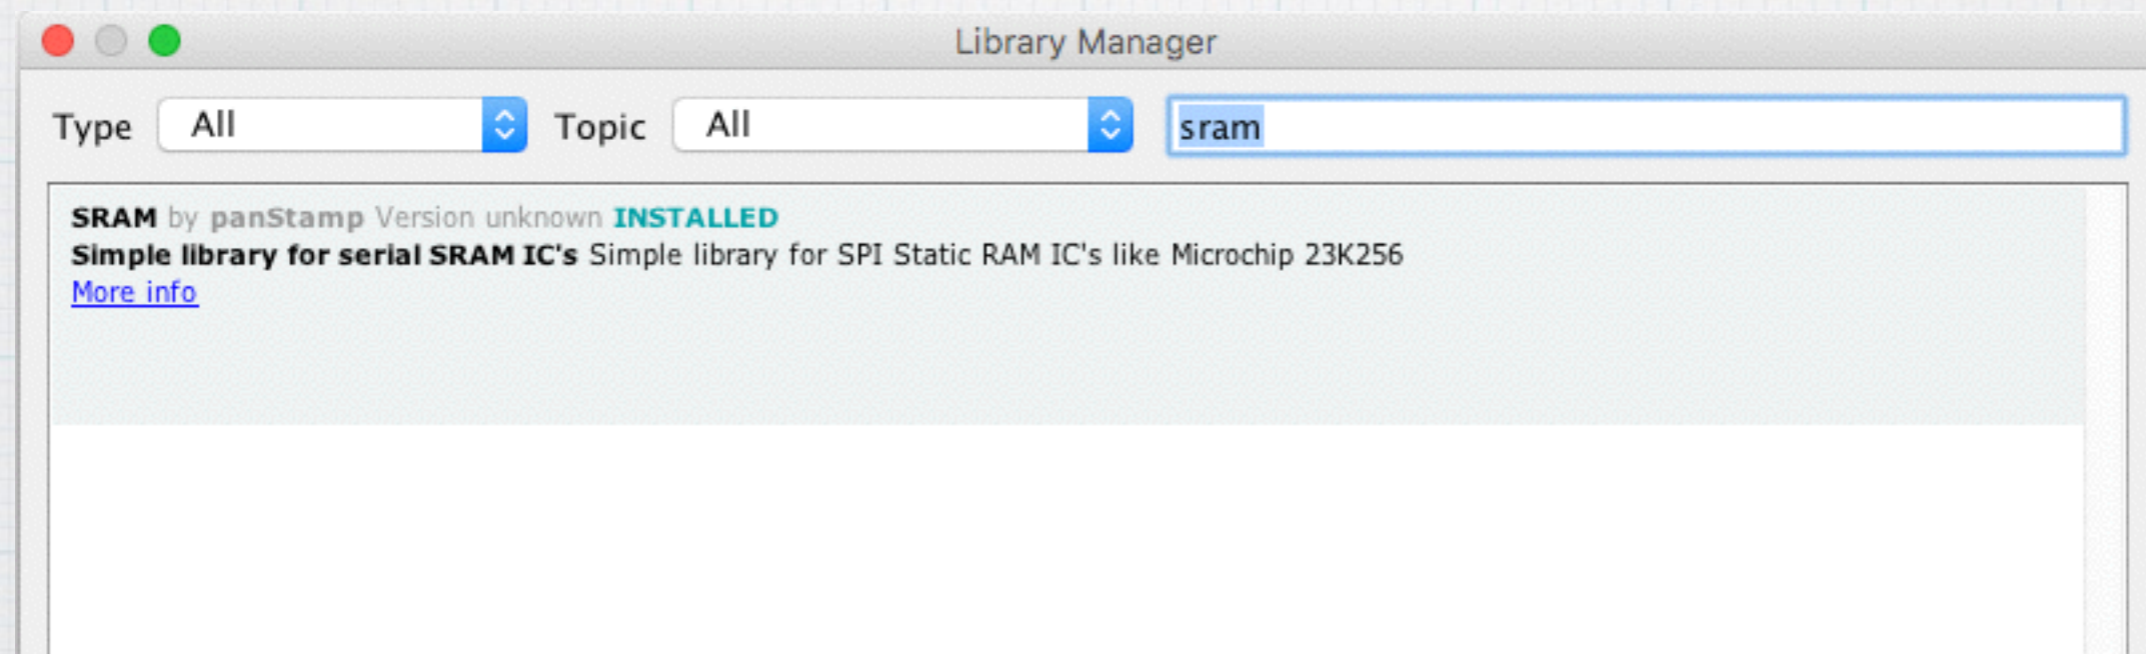 Library Manager
Type All Topic All sram
SRAM by panStamp Version unknown INSTALLED
Simple library for serial SRAM IC's Simple library for SPI Static RAM IC's like Microchip 23K256
More info